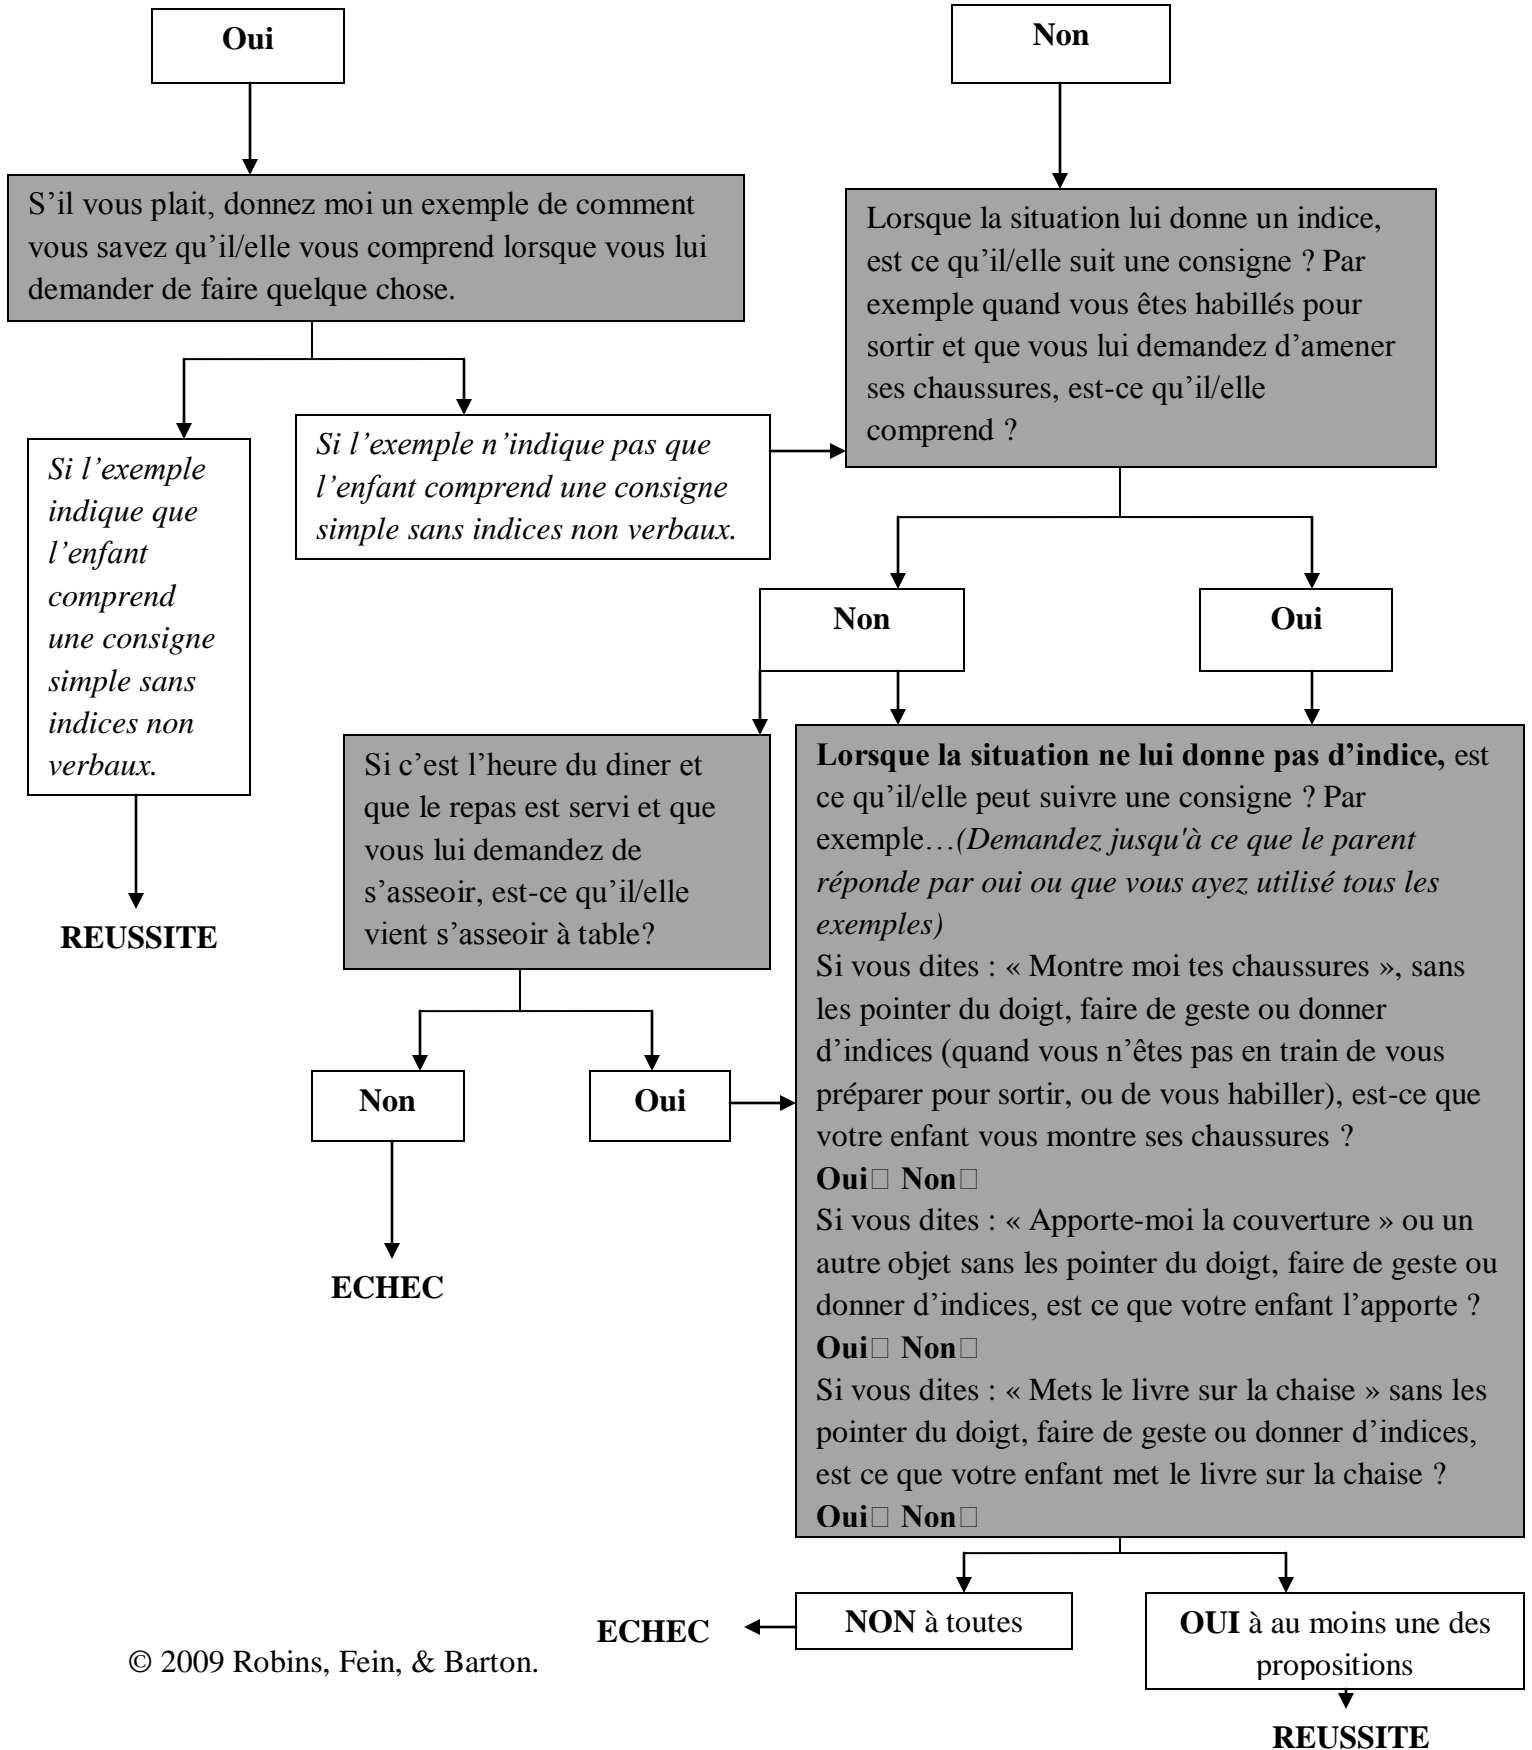 Oui
Non
S’il vous plait, donnez moi un exemple de comment
vous savez qu’il/elle vous comprend lorsque vous lui
demander de faire quelque chose.
Lorsque la situation lui donne un indice,
est ce qu’il/elle suit une consigne ? Par
exemple quand vous êtes habillés pour
sortir et que vous lui demandez d’amener
ses chaussures, est-ce qu’il/elle
comprend ?
Si l’exemple
indique que
l’enfant
comprend
une consigne
simple sans
indices non
verbaux.
Si l’exemple n’indique pas que
l’enfant comprend une consigne
simple sans indices non verbaux.
Non
Oui
REUSSITE
Si c’est l’heure du diner et
que le repas est servi et que
vous lui demandez de
s’asseoir, est-ce qu’il/elle
vient s’asseoir à table?
Non
Oui
ECHEC
Lorsque la situation ne lui donne pas d’indice, est
ce qu’il/elle peut suivre une consigne ? Par
exemple…(Demandez jusqu'à ce que le parent
réponde par oui ou que vous ayez utilisé tous les
exemples)
Si vous dites : « Montre moi tes chaussures », sans
les pointer du doigt, faire de geste ou donner
d’indices (quand vous n’êtes pas en train de vous
préparer pour sortir, ou de vous habiller), est-ce que
votre enfant vous montre ses chaussures ?
Oui□ Non□
Si vous dites : « Apporte-moi la couverture » ou un
autre objet sans les pointer du doigt, faire de geste ou
donner d’indices, est ce que votre enfant l’apporte ?
Oui□ Non□
Si vous dites : « Mets le livre sur la chaise » sans les
pointer du doigt, faire de geste ou donner d’indices,
est ce que votre enfant met le livre sur la chaise ?
Oui□ Non□
ECHEC
NON à toutes
OUI à au moins une des
propositions
© 2009 Robins, Fein, & Barton.
REUSSITE